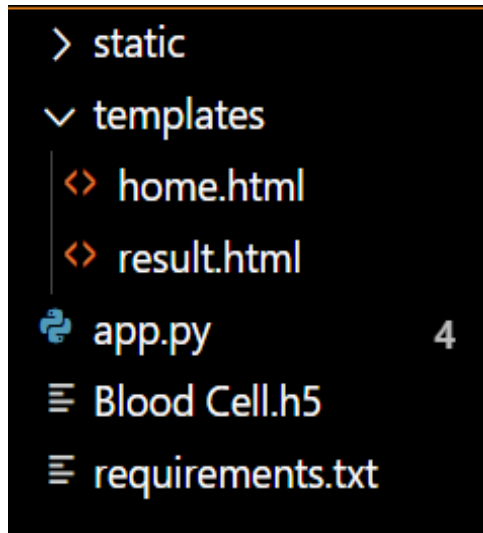 static
templates
home.html
result.html
app.py 4
Blood Cell.h5
requirements.txt